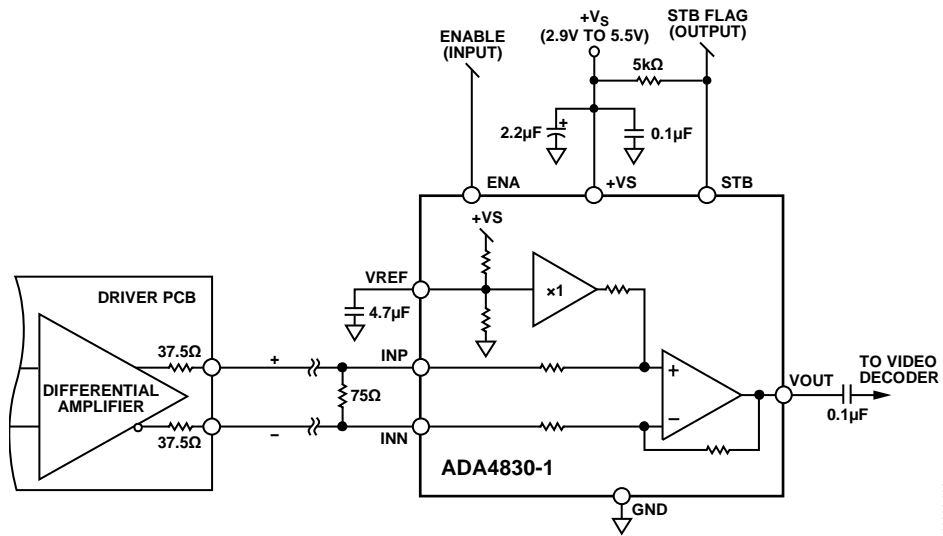 ENABLE
(INPUT)
+VS
(2.9V TO 5.5V)
STB FLAG
(OUTPUT)
5kΩ
2.2µF
+
0.1µF
ENA
+VS
STB
+VS
VREF
×1
4.7µF
DRIVER PCB
37.5Ω
+
INP
DIFFERENTIAL
AMPLIFIER
75Ω
37.5Ω
–
INN
+
–
VOUT
TO VIDEO
DECODER
0.1µF
ADA4830-1
GND